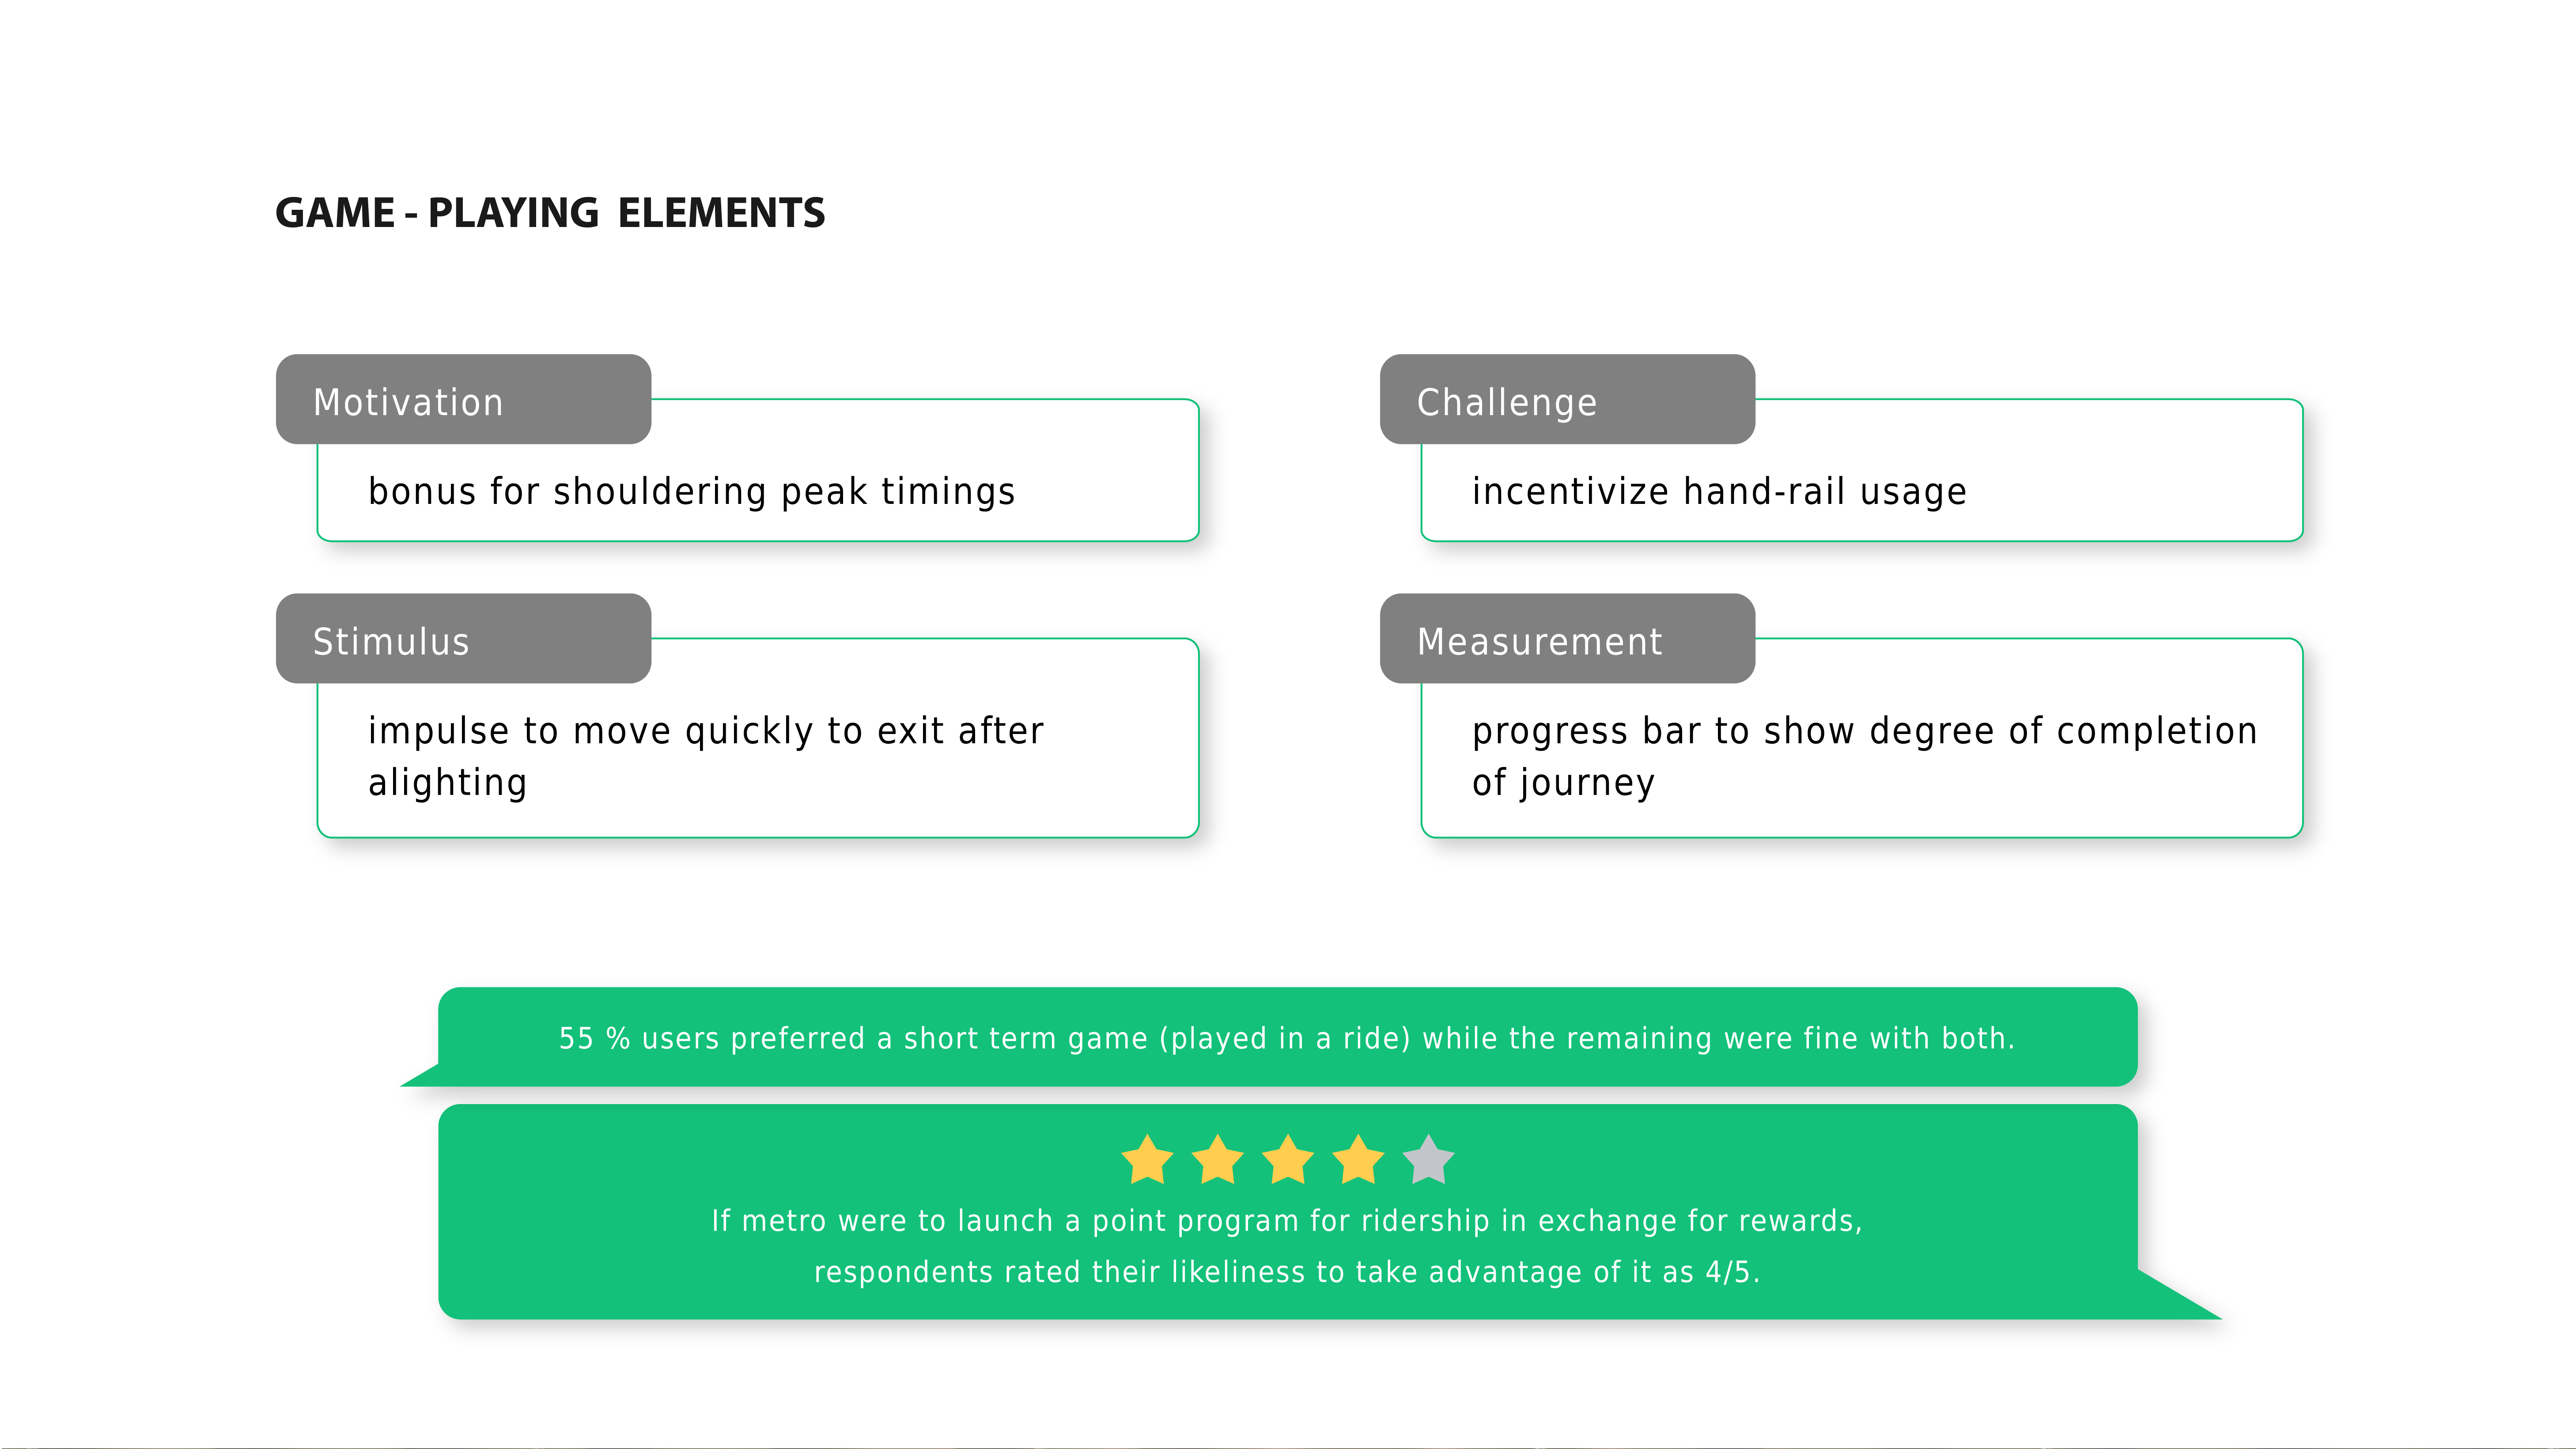 GAME - PLAYING ELEMENTS
Motivation
bonus for shouldering peak timings
Challenge
incentivize hand-rail usage
Stimulus
impulse to move quickly to exit after
alighting
Measurement
progress bar to show degree of completion
of journey
55 % users preferred a short term game (played in a ride) while the remaining were fine with both.
If metro were to launch a point program for ridership in exchange for rewards,
respondents rated their likeliness to take advantage of it as 4/5.